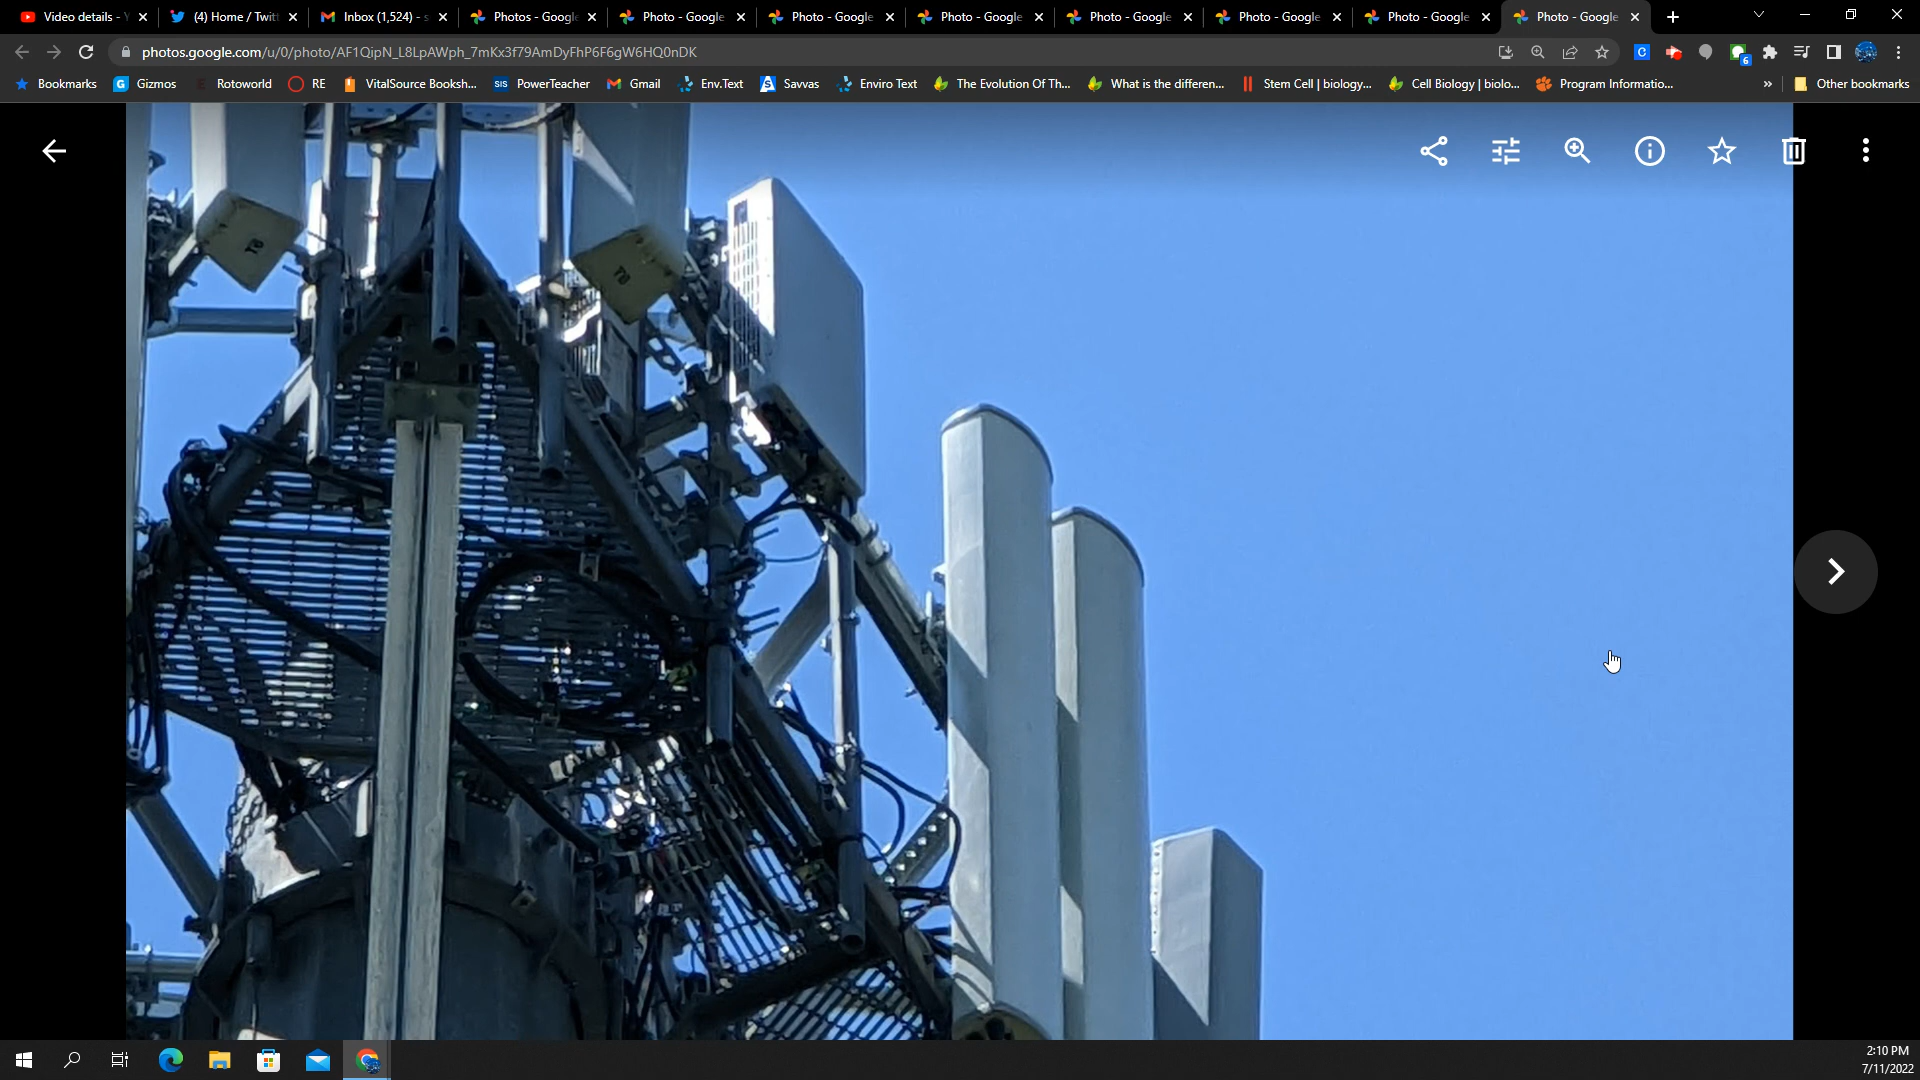 Video details - Y
(4) Home / Twitt
Inbox (1,524) - s
Photos - Google
Photo - Google
Photo - Google
Photo - Google
Photo - Google
Photo - Google
Photo - Google
Photo - Google
photos.google.com/u/0/photo/AF1QipN_L8LpAWph_7mKx3f79AmDyFhP6F6gW6HQ0nDK
6
Bookmarks
Gizmos
Rotoworld
RE
VitalSource Booksh...
SIS PowerTeacher
Gmail
Env.Text
Savvas
Enviro Text
The Evolution Of Th...
What is the differen...
Stem Cell | biology...
Cell Biology | biolo...
Program Informatio...
»
Other bookmarks
2:10 PM
7/11/2022